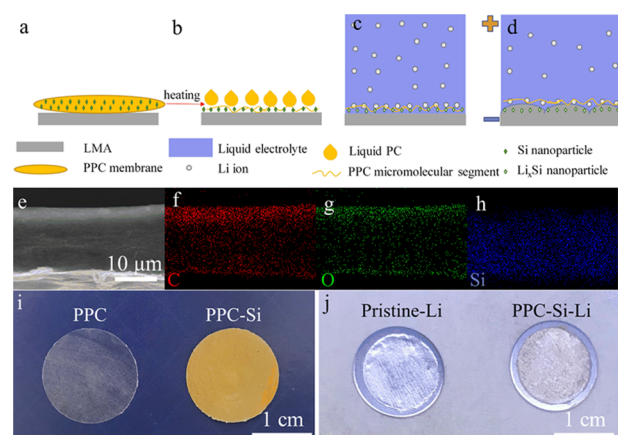 a
b
c
d
heating
LMA
Liquid electrolyte
Liquid PC
Si nanoparticle
PPC membrane
Li ion
PPC micromolecular segment
LiₓSi nanoparticle
e
f
g
h
10 μm
C
O
Si
i
PPC
PPC-Si
1 cm
j
Pristine-Li
PPC-Si-Li
1 cm